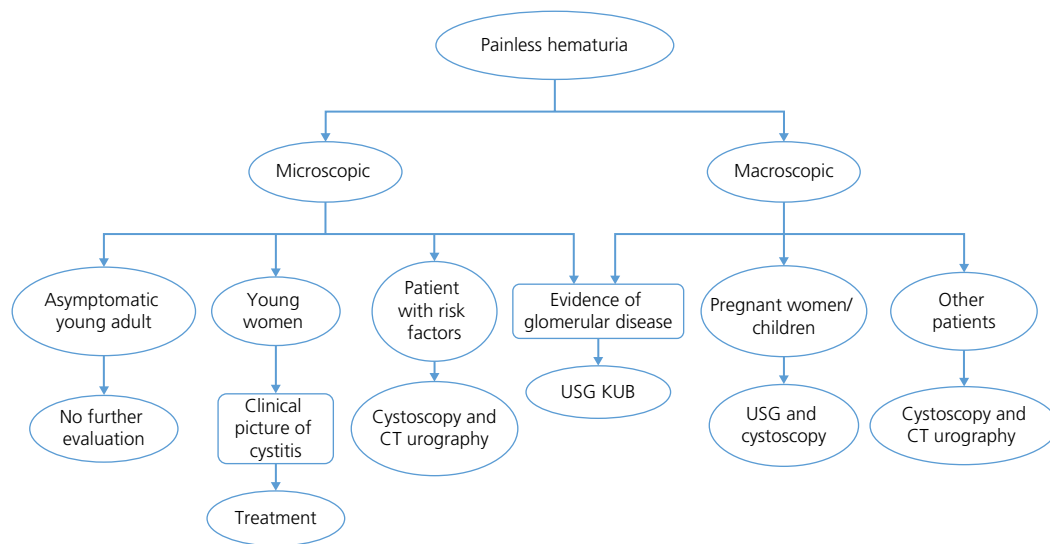 Painless hematuria
Microscopic
Macroscopic
Asymptomatic
young adult
Young
women
Patient
with risk
factors
Evidence of
glomerular disease
Pregnant women/
children
Other
patients
No further
evaluation
Clinical
picture of
cystitis
Cystoscopy and
CT urography
USG KUB
USG and
cystoscopy
Cystoscopy and
CT urography
Treatment